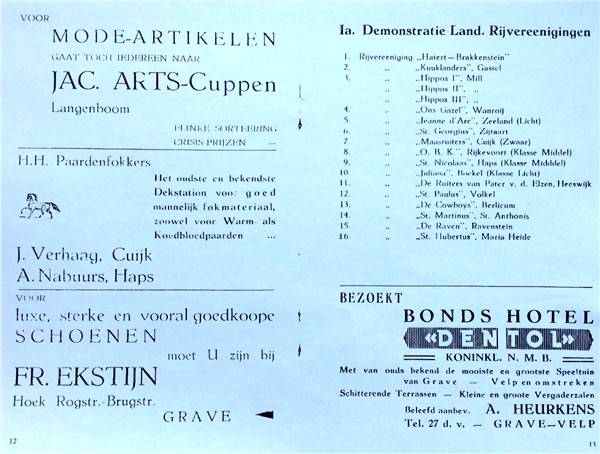 VOOR
MODE-ARTIKELEN
GAAT TOCH IEDEREEN NAAR
JAC. ARTS-Cuppen
Langenboom
FLINKE SORTEERING
CRISIS PRIJZEN —
H.H. Paardenfokkers
Het oudste en bekendste
Dekstation voor goed
mannelijk fokmateriaal,
zoowel voor Warm- als
Koudbloedpaarden ...
J. Verhaag, Cuijk
A. Nabuurs, Haps
VOOR
luxe, sterke en vooral goedkoope
SCHOENEN
moet U zijn bij
FR. EKSTIJN
Hoek Rogstr.-Brugstr.
GRAVE
12
Ia. Demonstratie Land. Rijvereenigingen
1. Rijvereeniging „Hatert—Brakkenstein"
2. „ „Kuuklanders", Gassel
3. „ „Hippos I", Mill
„ „Hippos II", „
„ „Hippos III", „
4. „ „Ons Gazel", Wanroij
5. „ „Jeanne d'Arc", Zeeland (Licht)
6. „ „St. Georgius", Zijtaart
7. „ „Maasruiters", Cuijk (Zwaar)
8. „ „O. B. K.", Rijkevoort (Klasse Middel)
9. „ „St. Nicolaas", Haps (Klasse Midddel)
10. „ „Juliana", Boekel (Klasse Licht)
11. „ „De Ruiters van Pater v. d. Elzen, Heeswijk
12. „ „St. Paulus", Volkel
13. „ „De Cowboys", Berlicum
14. „ „St. Martinus", St. Anthonis
15. „ „De Raven", Ravenstein
16. „ „St. Hubertus", Maria Heide
BEZOEKT
BONDS HOTEL
«DEN TOL»
KONINKL. N. M. B.
Met van ouds bekend de mooiste en grootste Speeltuin
van Grave — Velp en omstreken
Schitterende Terrassen — Kleine en groote Vergaderzalen
Beleefd aanbev. A. HEURKENS
Tel. 27 d. v. — GRAVE-VELP
13